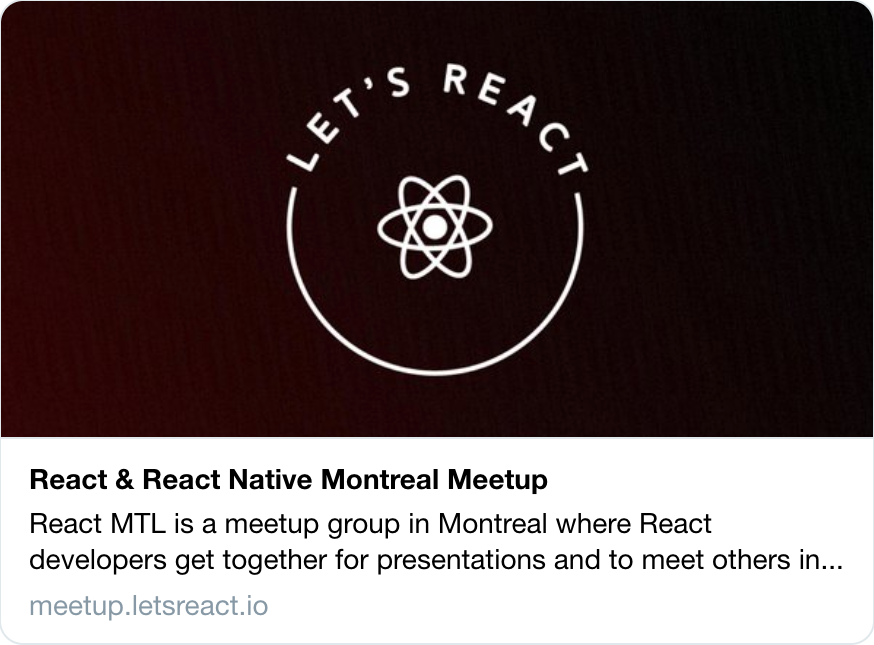 LET'S REACT
React & React Native Montreal Meetup
React MTL is a meetup group in Montreal where React
developers get together for presentations and to meet others in...
meetup.letsreact.io